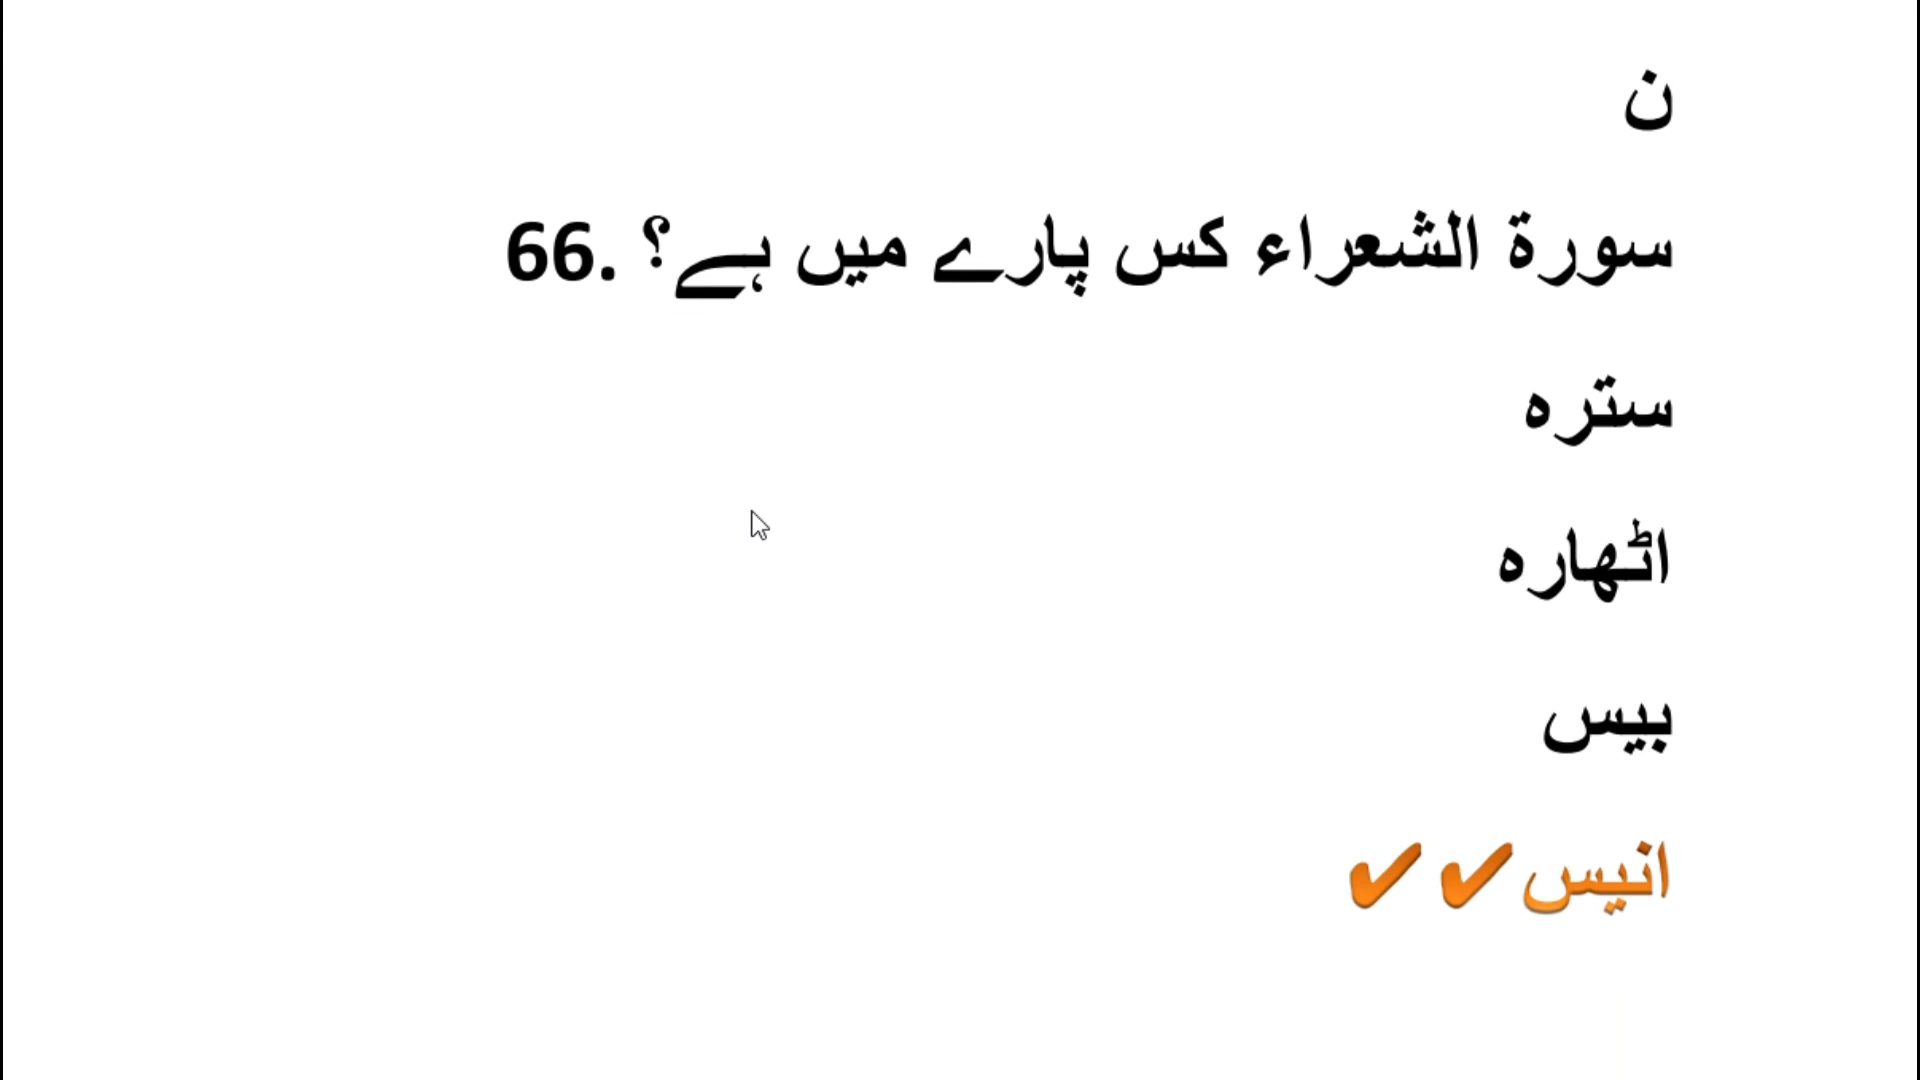 ن
سورۃ الشعراء کس پارے میں ہے؟ .66
سترہ
اٹھارہ
بیس
انیس✔✔